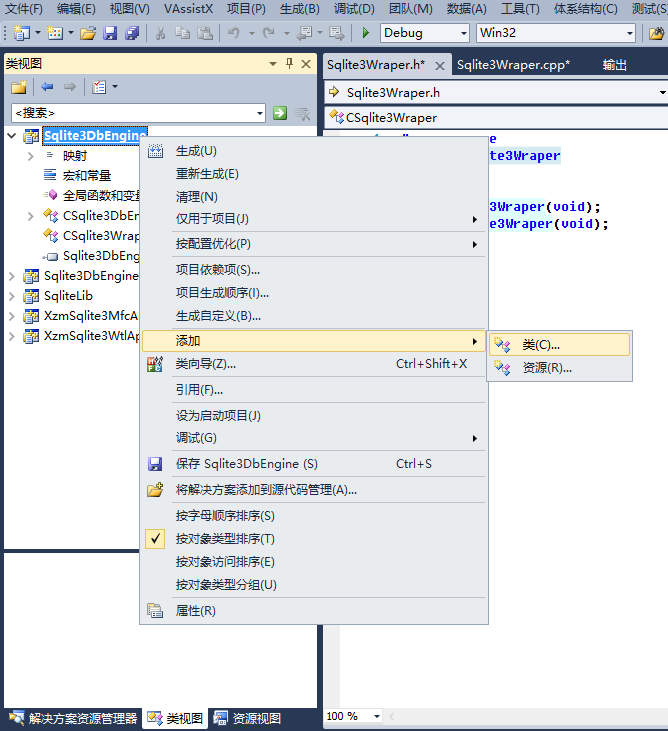 文件(F) 编辑(E) 视图(V) VAssistX 项目(P) 生成(B) 调试(D) 团队(M) 数据(A) 工具(T) 体系结构(C) 测试(S
Debug Win32
类视图
<搜索>
Sqlite3DbEngine
映射
宏和常量
全局函数和变量
CSqlite3DbEn
CSqlite3Wrap
Sqlite3DbEng
Sqlite3DbEngine
SqliteLib
XzmSqlite3MfcA
XzmSqlite3WtlAp
生成(U)
重新生成(E)
清理(N)
仅用于项目(J)
按配置优化(P)
项目依赖项(S)...
项目生成顺序(I)...
生成自定义(B)...
添加
类向导(Z)... Ctrl+Shift+X
引用(F)...
设为启动项目(J)
调试(G)
保存 Sqlite3DbEngine (S) Ctrl+S
将解决方案添加到源代码管理(A)...
按字母顺序排序(S)
按对象类型排序(T)
按对象访问排序(E)
按对象类型分组(U)
属性(R)
类(C)...
资源(R)...
Sqlite3Wraper.h* Sqlite3Wraper.cpp* 输出
Sqlite3Wraper.h
CSqlite3Wraper
te3Wraper
3Wraper(void);
e3Wraper(void);
100 %
解决方案资源管理器 类视图 资源视图